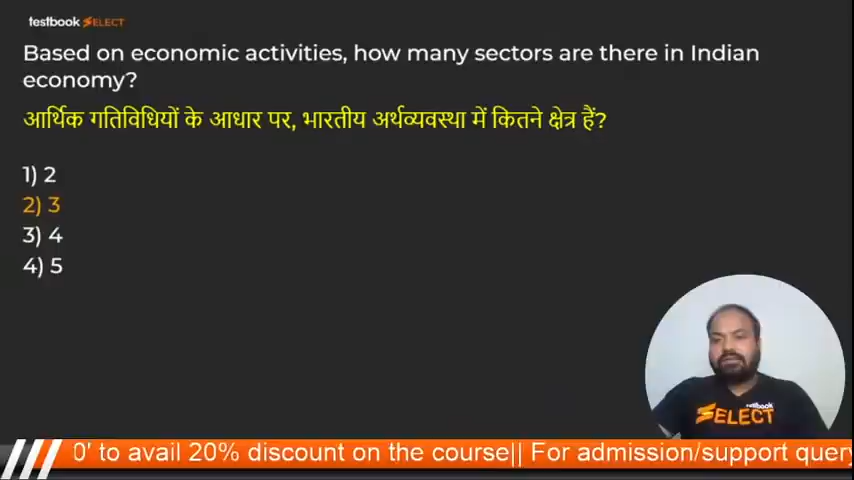 testbook SELECT
Based on economic activities, how many sectors are there in Indian
economy?
आर्थिक गतिविधियों के आधार पर, भारतीय अर्थव्यवस्था में कितने क्षेत्र हैं?
1) 2
2) 3
3) 4
4) 5
testbook
SELECT
0' to avail 20% discount on the course|| For admission/support query